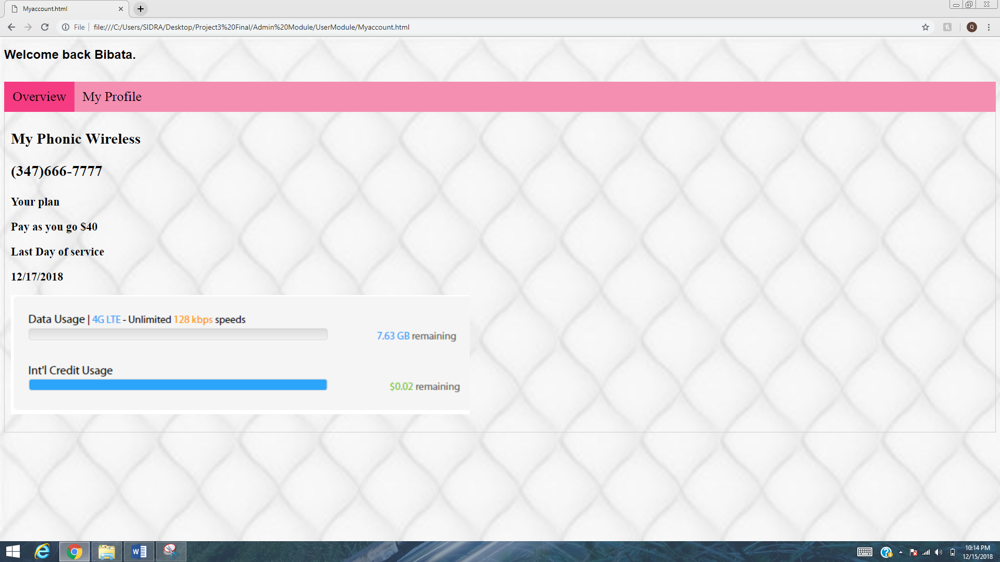 Myaccount.html
File
file:///C:/Users/SIDRA/Desktop/Project3%20Final/Admin%20Module/UserModule/Myaccount.html
Q
Welcome back Bibata.
Overview My Profile
My Phonic Wireless
(347)666-7777
Your plan
Pay as you go $40
Last Day of service
12/17/2018
Data Usage | 4G LTE - Unlimited 128 kbps speeds
7.63 GB remaining
Int'l Credit Usage
$0.02 remaining
10:14 PM
12/15/2018